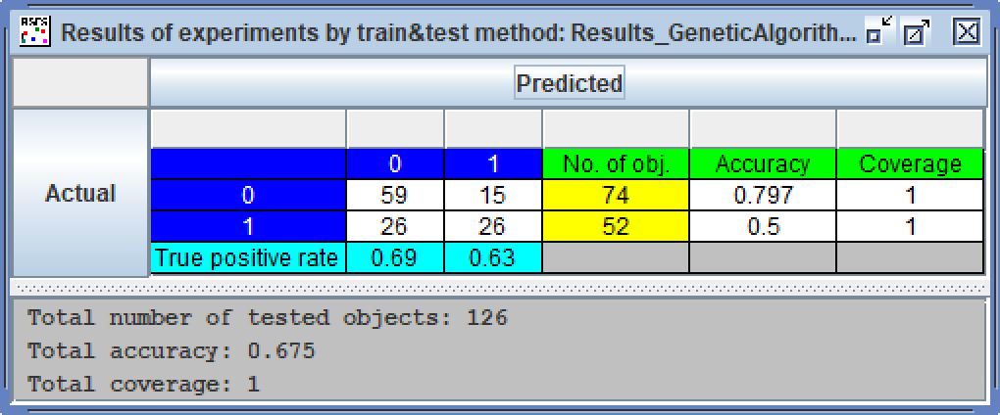 RSES
Results of experiments by train&test method: Results_GeneticAlgorith...
Predicted
Actual
0 1 No. of obj. Accuracy Coverage
0 59 15 74 0.797 1
1 26 26 52 0.5 1
True positive rate 0.69 0.63
Total number of tested objects: 126
Total accuracy: 0.675
Total coverage: 1